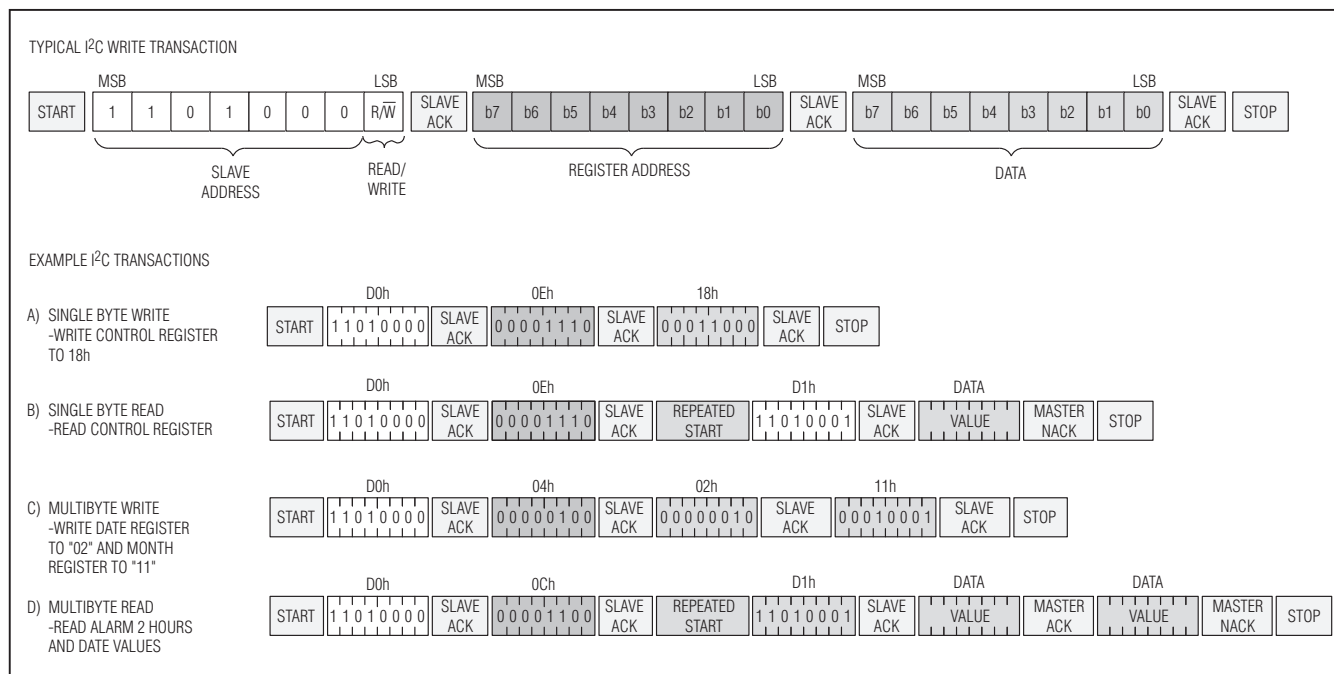 TYPICAL I²C WRITE TRANSACTION
MSB LSB MSB LSB MSB LSB
START 1 1 0 1 0 0 0 R/W̅ SLAVE ACK b7 b6 b5 b4 b3 b2 b1 b0 SLAVE ACK b7 b6 b5 b4 b3 b2 b1 b0 SLAVE ACK STOP
SLAVE ADDRESS READ/WRITE REGISTER ADDRESS DATA
EXAMPLE I²C TRANSACTIONS
D0h 0Eh 18h
A) SINGLE BYTE WRITE
-WRITE CONTROL REGISTER
TO 18h
START 11010000 SLAVE ACK 00001110 SLAVE ACK 00011000 SLAVE ACK STOP
D0h 0Eh D1h DATA
B) SINGLE BYTE READ
-READ CONTROL REGISTER
START 11010000 SLAVE ACK 00001110 SLAVE ACK REPEATED START 11010001 SLAVE ACK VALUE MASTER NACK STOP
D0h 04h 02h 11h
C) MULTIBYTE WRITE
-WRITE DATE REGISTER
TO "02" AND MONTH
REGISTER TO "11"
START 11010000 SLAVE ACK 00000100 SLAVE ACK 00000010 SLAVE ACK 00010001 SLAVE ACK STOP
D0h 0Ch D1h DATA DATA
D) MULTIBYTE READ
-READ ALARM 2 HOURS
AND DATE VALUES
START 11010000 SLAVE ACK 00001100 SLAVE ACK REPEATED START 11010001 SLAVE ACK VALUE MASTER ACK VALUE MASTER NACK STOP